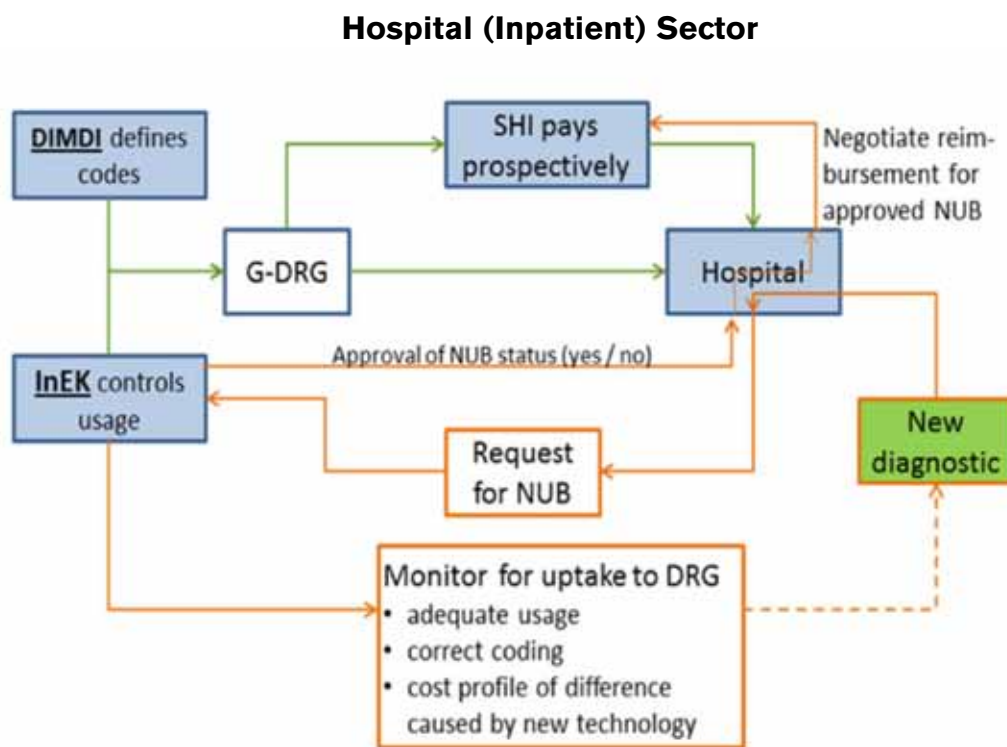 Hospital (Inpatient) Sector
DIMDI defines
codes
SHI pays
prospectively
Negotiate reim-
bursement for
approved NUB
G-DRG
Hospital
Approval of NUB status (yes / no)
InEK controls
usage
Request
for NUB
New
diagnostic
Monitor for uptake to DRG
• adequate usage
• correct coding
• cost profile of difference
caused by new technology